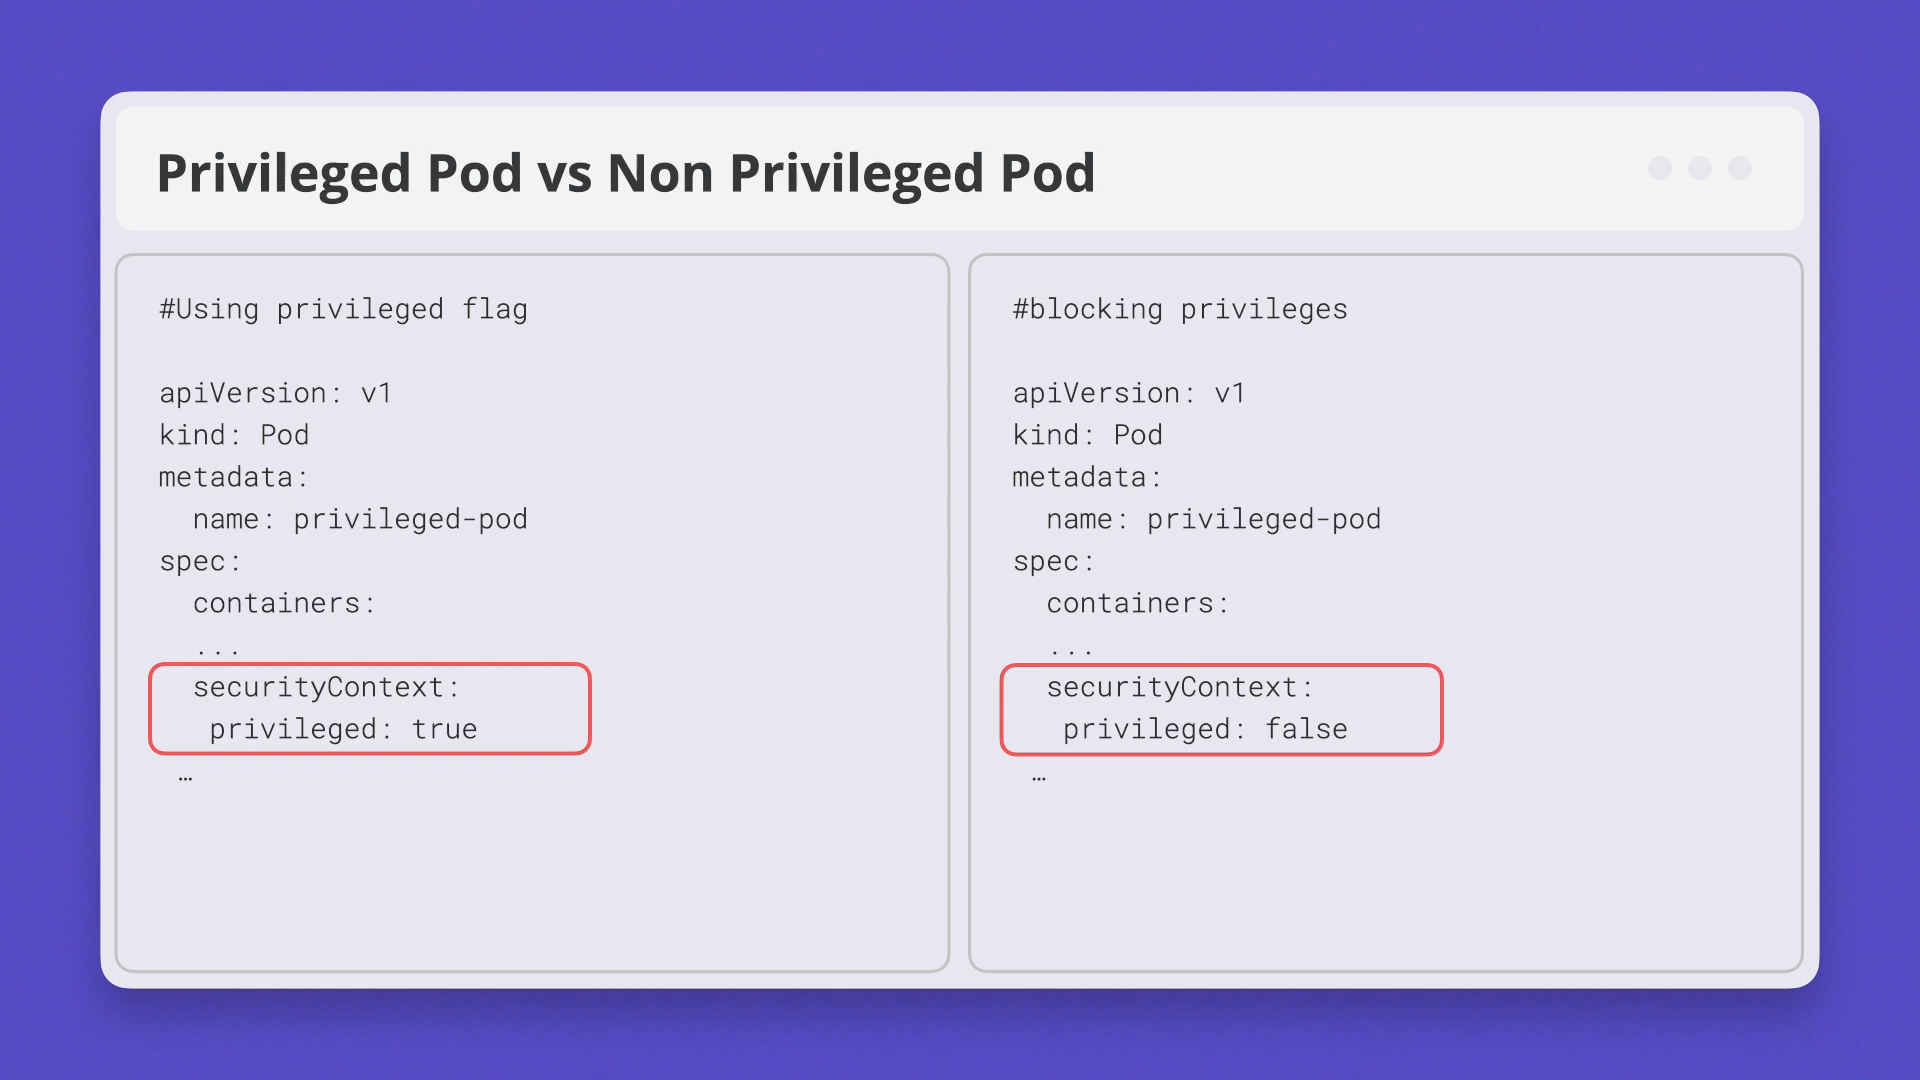 Privileged Pod vs Non Privileged Pod
#Using privileged flag
apiVersion: v1
kind: Pod
metadata:
  name: privileged-pod
spec:
  containers:
  ...
  securityContext:
   privileged: true
 …
#blocking privileges
apiVersion: v1
kind: Pod
metadata:
  name: privileged-pod
spec:
  containers:
  ...
  securityContext:
   privileged: false
 …